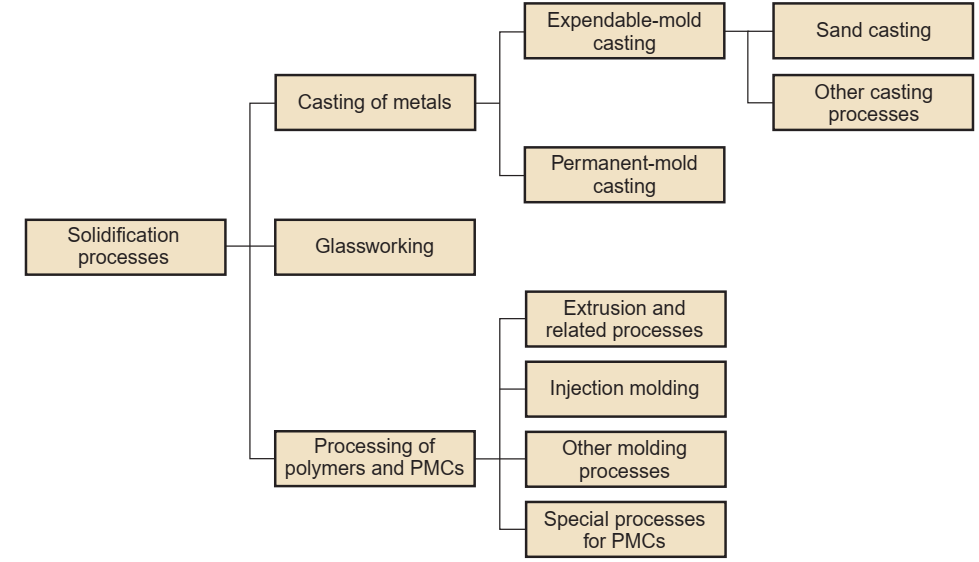 Expendable-mold
casting
Sand casting
Casting of metals
Other casting
processes
Permanent-mold
casting
Solidification
processes
Glassworking
Extrusion and
related processes
Injection molding
Processing of
polymers and PMCs
Other molding
processes
Special processes
for PMCs